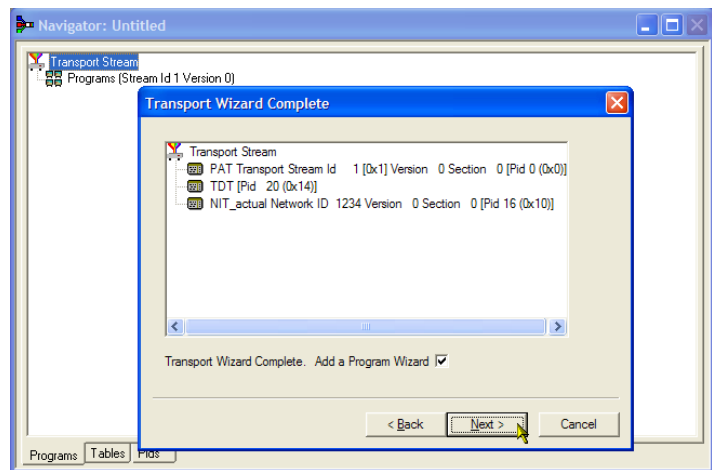 Navigator: Untitled
Transport Stream
Programs (Stream Id 1 Version 0)
Transport Wizard Complete
Transport Stream
PAT Transport Stream Id 1 [0x1] Version 0 Section 0 [Pid 0 (0x0)]
TDT [Pid 20 (0x14)]
NIT_actual Network ID 1234 Version 0 Section 0 [Pid 16 (0x10)]
Transport Wizard Complete. Add a Program Wizard
< Back Next > Cancel
Programs Tables Pids